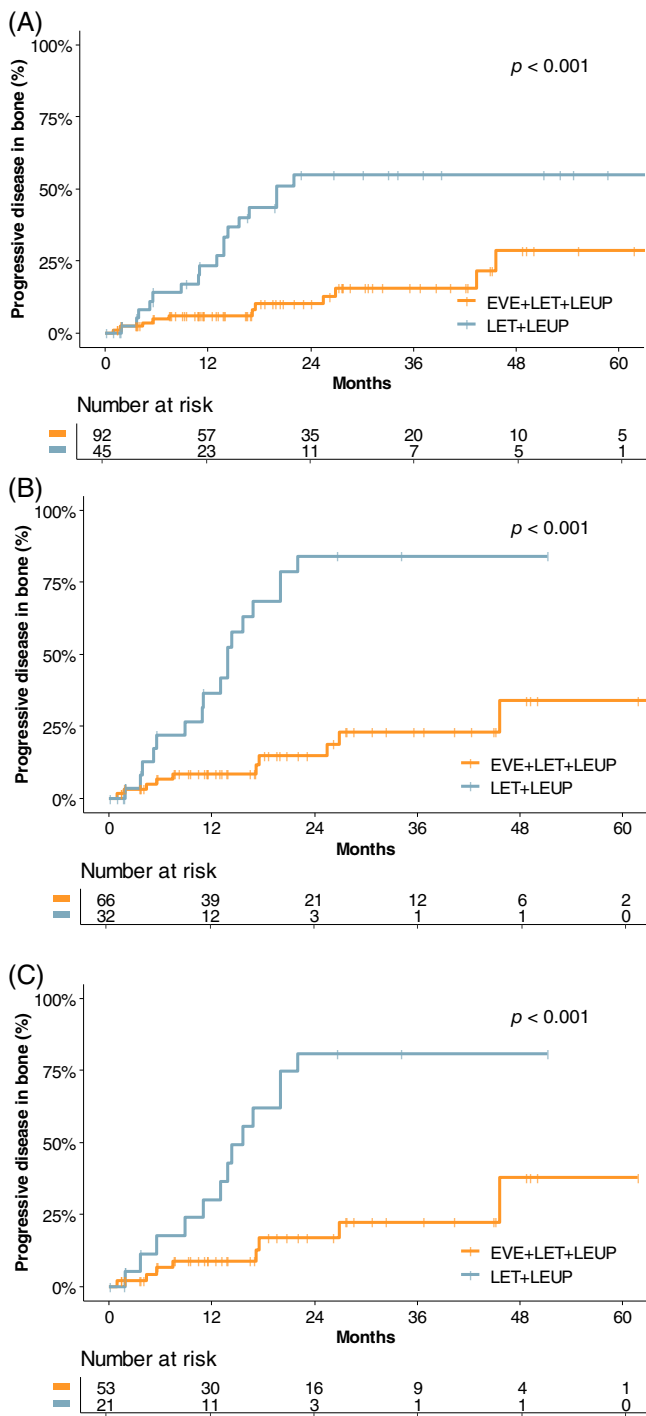 (A)
Progressive disease in bone (%)
100%
75%
50%
25%
0%
p < 0.001
EVE+LET+LEUP
LET+LEUP
0 12 24 36 48 60
Months
Number at risk
92 57 35 20 10 5
45 23 11 7 5 1
(B)
Progressive disease in bone (%)
100%
75%
50%
25%
0%
p < 0.001
EVE+LET+LEUP
LET+LEUP
0 12 24 36 48 60
Months
Number at risk
66 39 21 12 6 2
32 12 3 1 1 0
(C)
Progressive disease in bone (%)
100%
75%
50%
25%
0%
p < 0.001
EVE+LET+LEUP
LET+LEUP
0 12 24 36 48 60
Months
Number at risk
53 30 16 9 4 1
21 11 3 1 1 0